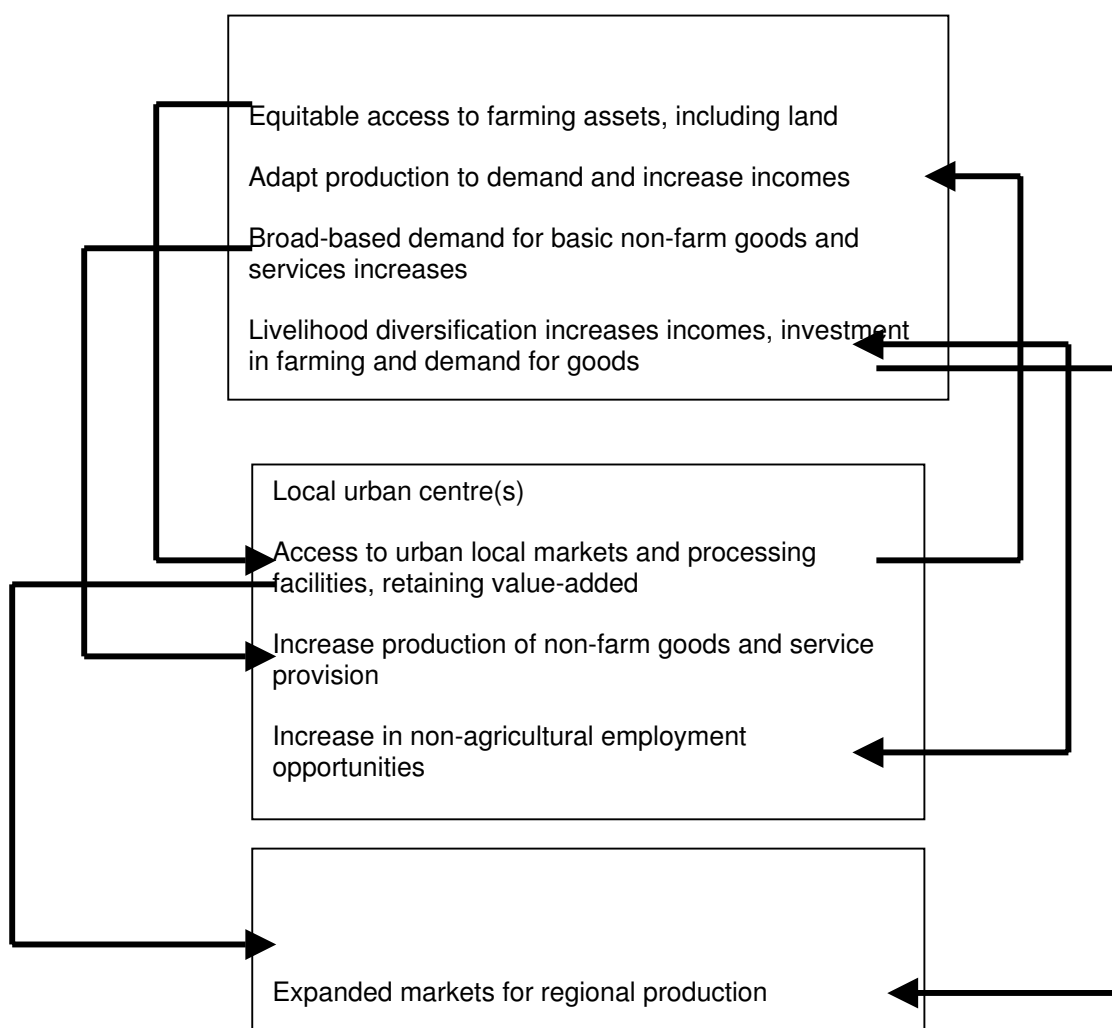 Equitable access to farming assets, including land
Adapt production to demand and increase incomes
Broad-based demand for basic non-farm goods and
services increases
Livelihood diversification increases incomes, investment
in farming and demand for goods
Local urban centre(s)
Access to urban local markets and processing
facilities, retaining value-added
Increase production of non-farm goods and service
provision
Increase in non-agricultural employment
opportunities
Expanded markets for regional production